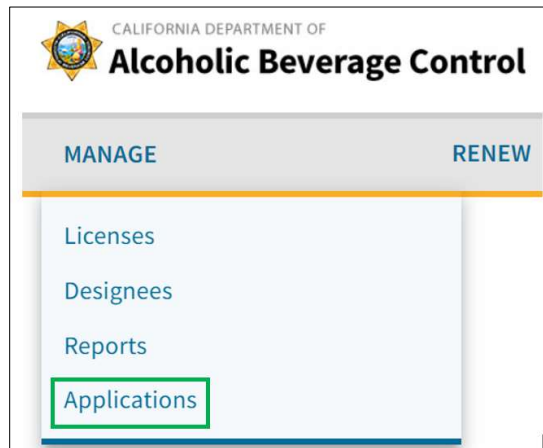 CALIFORNIA DEPARTMENT OF
Alcoholic Beverage Control
MANAGE RENEW
Licenses
Designees
Reports
Applications